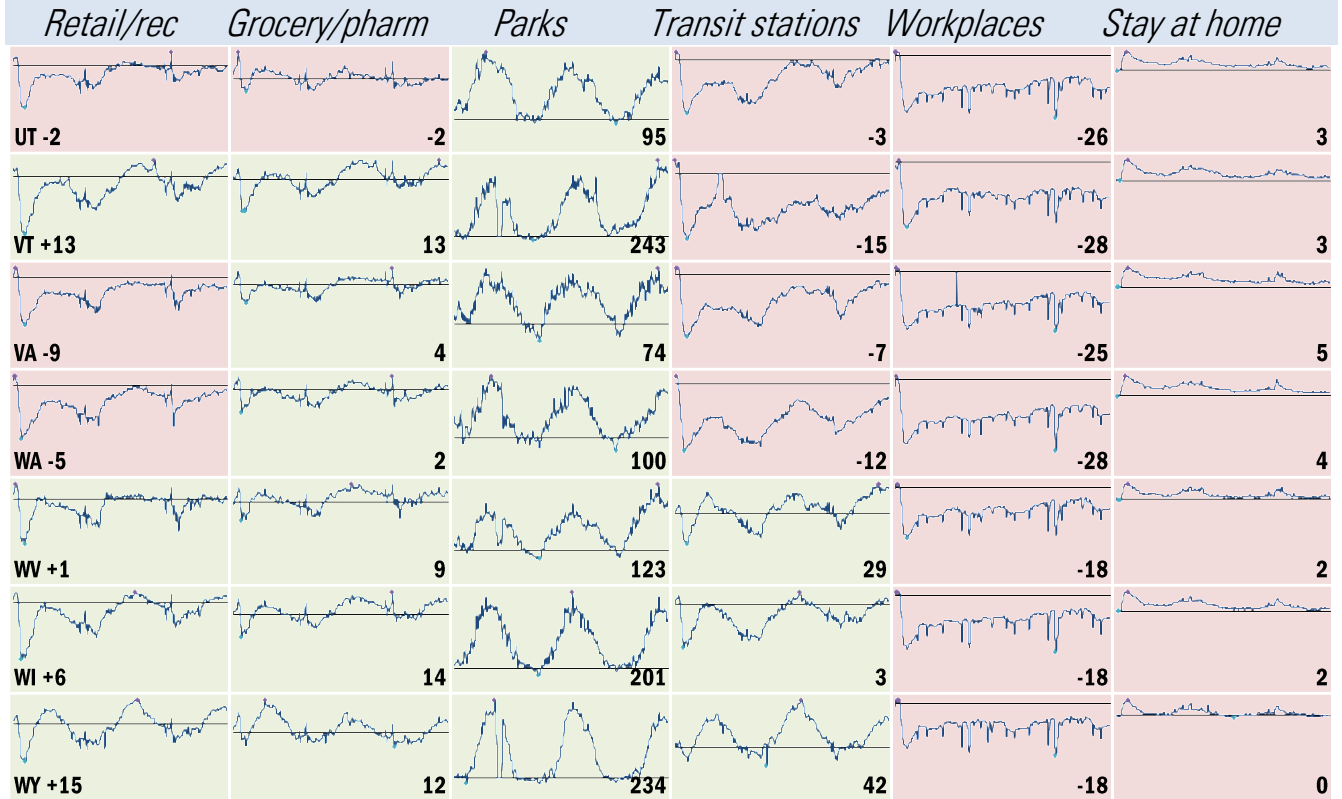 Retail/rec Grocery/pharm Parks Transit stations Workplaces Stay at home
UT -2 -2 95 -3 -26 3
VT +13 13 243 -15 -28 3
VA -9 4 74 -7 -25 5
WA -5 2 100 -12 -28 4
WV +1 9 123 29 -18 2
WI +6 14 201 3 -18 2
WY +15 12 234 42 -18 0